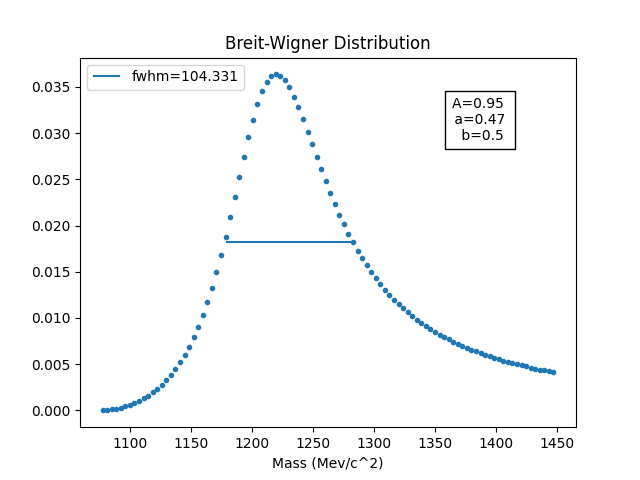 Breit-Wigner Distribution
fwhm=104.331
A=0.95
a=0.47
b=0.5
0.035
0.030
0.025
0.020
0.015
0.010
0.005
0.000
1100 1150 1200 1250 1300 1350 1400 1450
Mass (Mev/c^2)